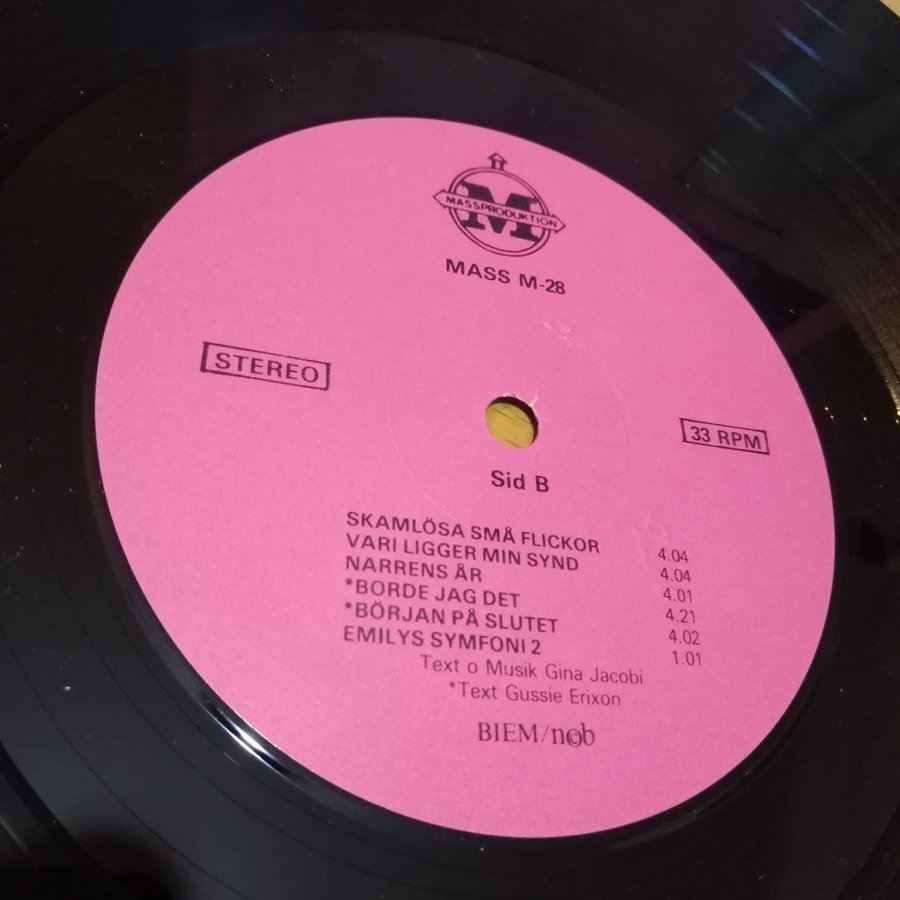 M
MASSPRODUKTION
MASS M-28
STEREO
33 RPM
Sid B
SKAMLÖSA SMÅ FLICKOR 4.04
VARI LIGGER MIN SYND 4.04
NARRENS ÅR 4.01
*BORDE JAG DET 4.21
*BÖRJAN PÅ SLUTET 4.02
EMILYS SYMFONI 2 1.01
Text o Musik Gina Jacobi
*Text Gussie Erixon
BIEM/n©b